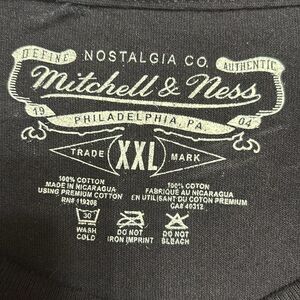 DEFINE NOSTALGIA CO. AUTHENTIC
Mitchell & Ness
19 04
PHILADELPHIA, PA.
TRADE XXL MARK
100% COTTON
MADE IN NICARAGUA
USING PREMIUM COTTON
RN# 119208
100% COTTON
FABRIQUÉ AU NICARAGUA
EN UTILISANT DU COTON PREMIUM
CA# 40312
30
WASH
COLD
DO NOT
IRON IMPRINT
DO NOT
BLEACH